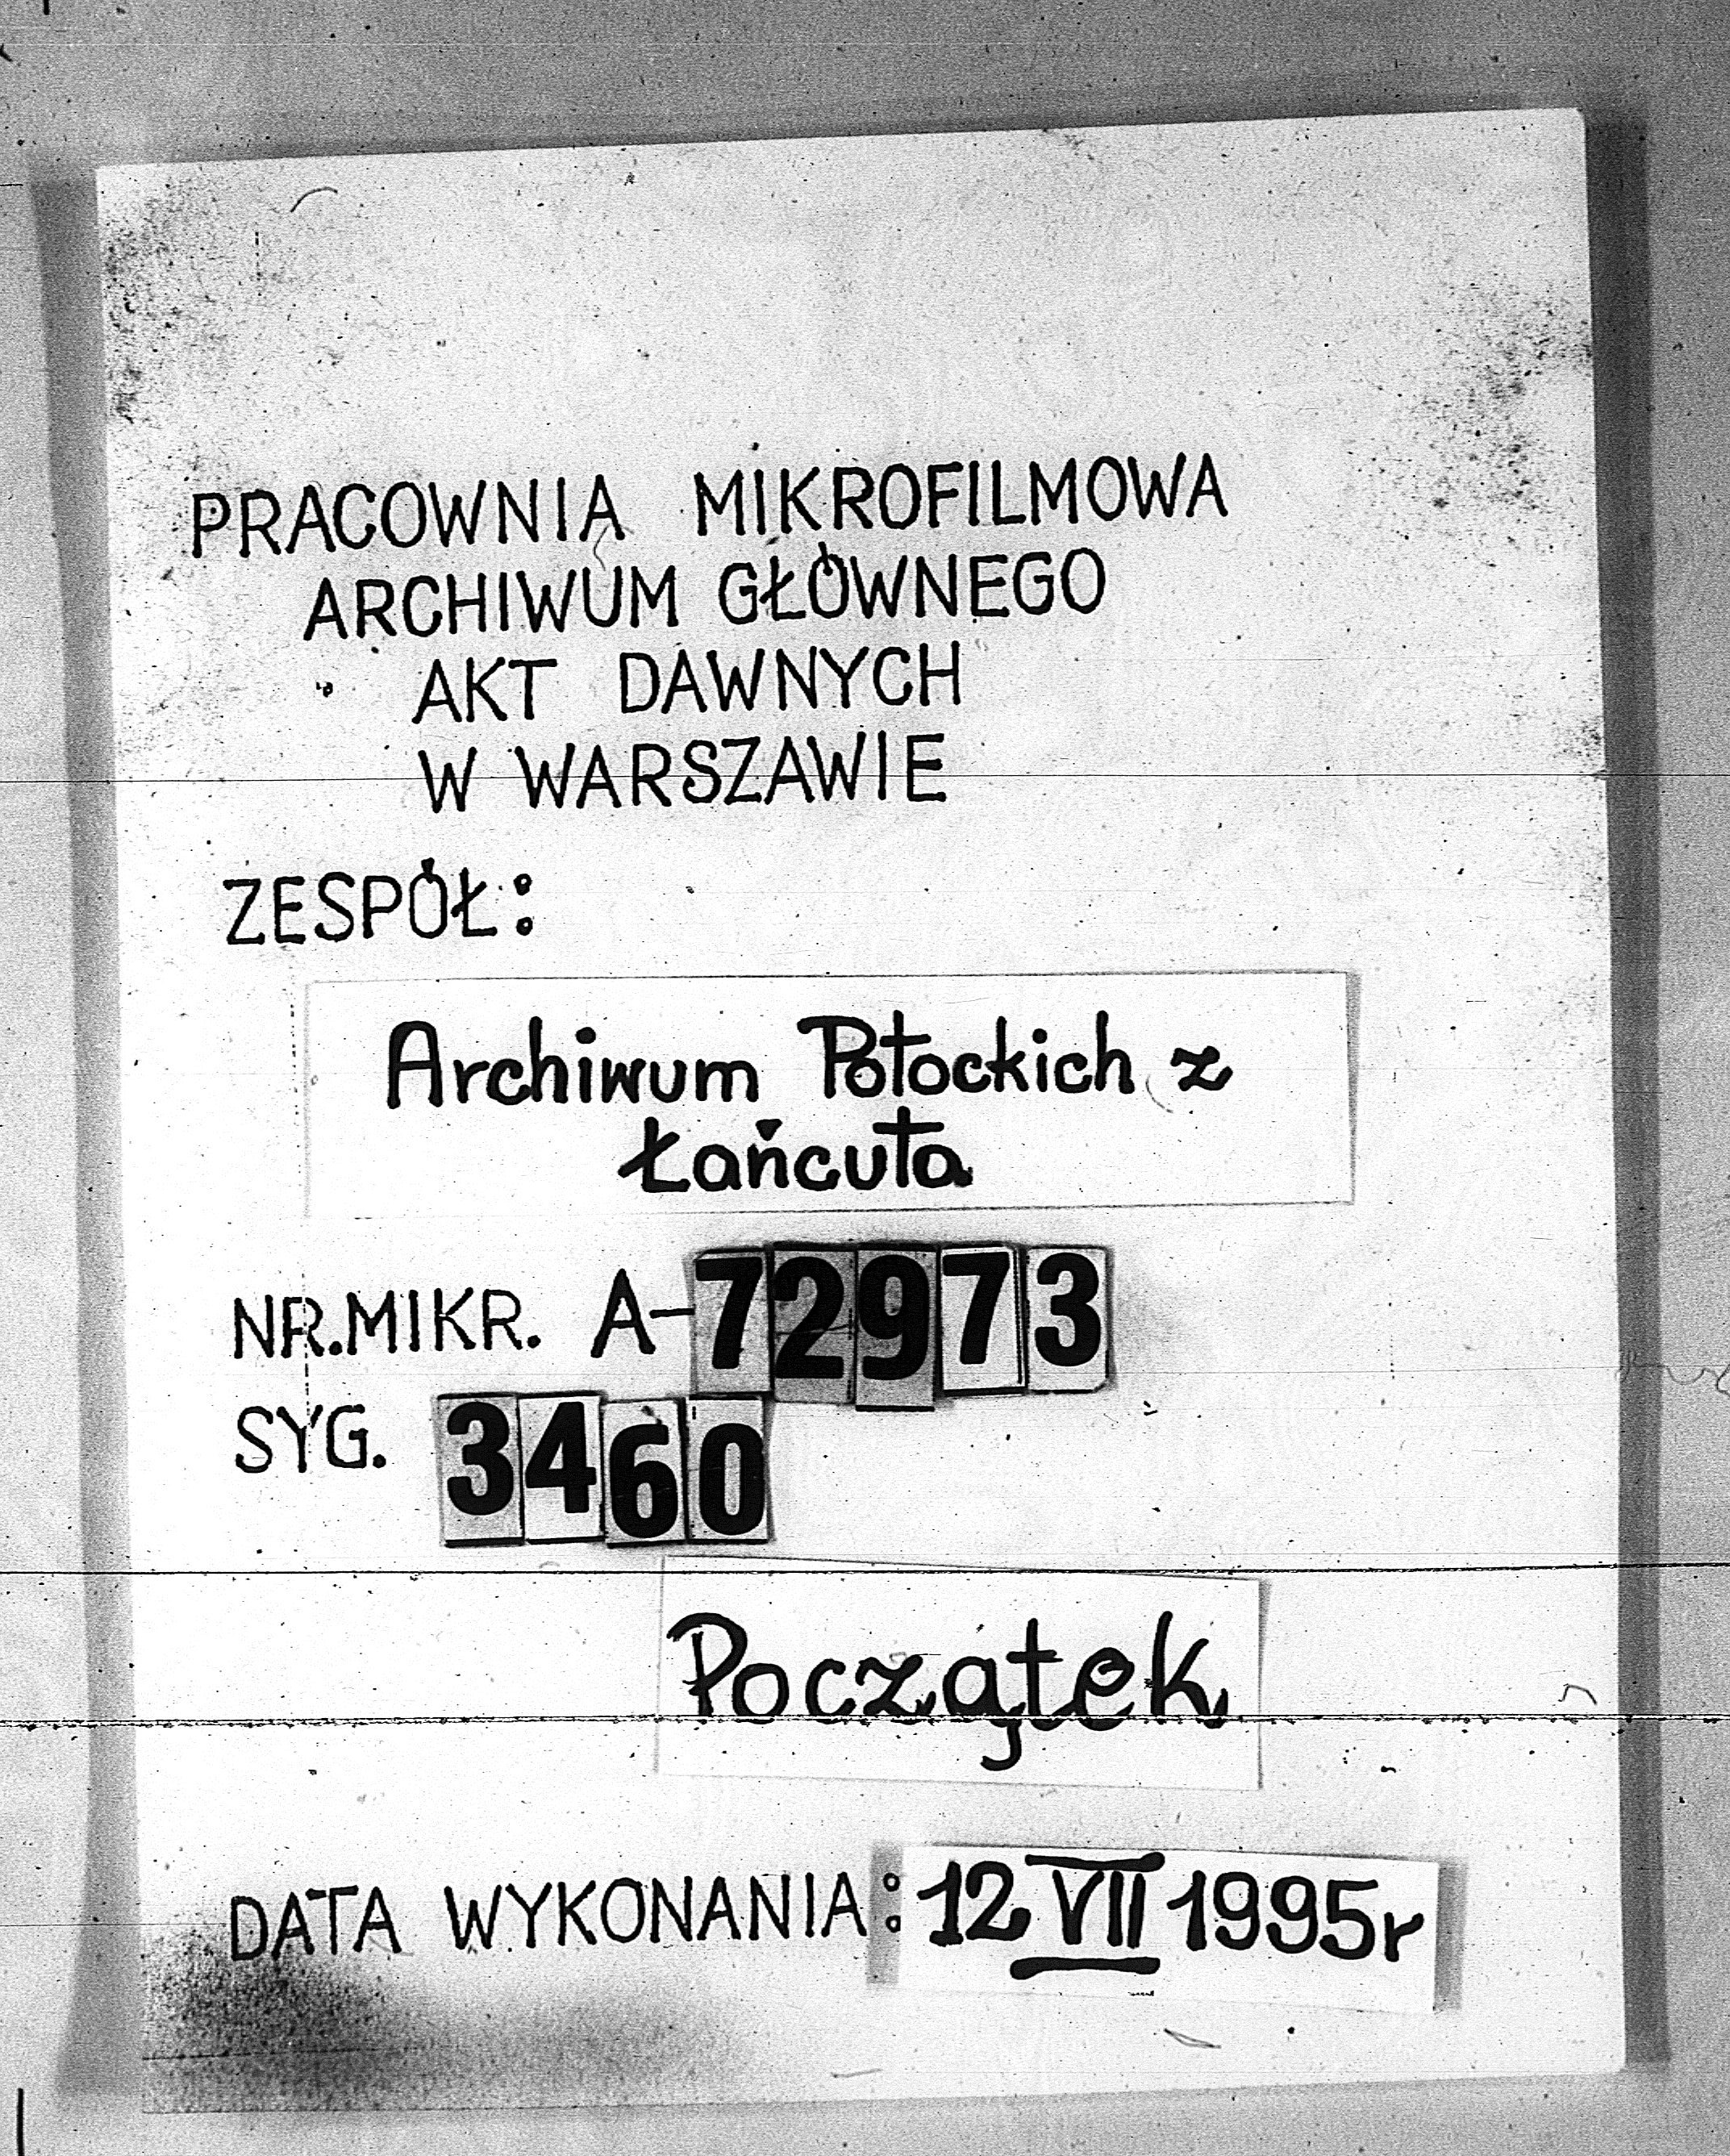 PRACOWNIA MIKROFILMOWA
ARCHIWUM GŁÓWNEGO
AKT DAWNYCH
W WARSZAWIE
ZESPÓŁ:
Archiwum Potockich z
Łańcuta
NR.MIKR. A-72973
SYG. 3460
Początek
DATA WYKONANIA: 12 VII 1995r